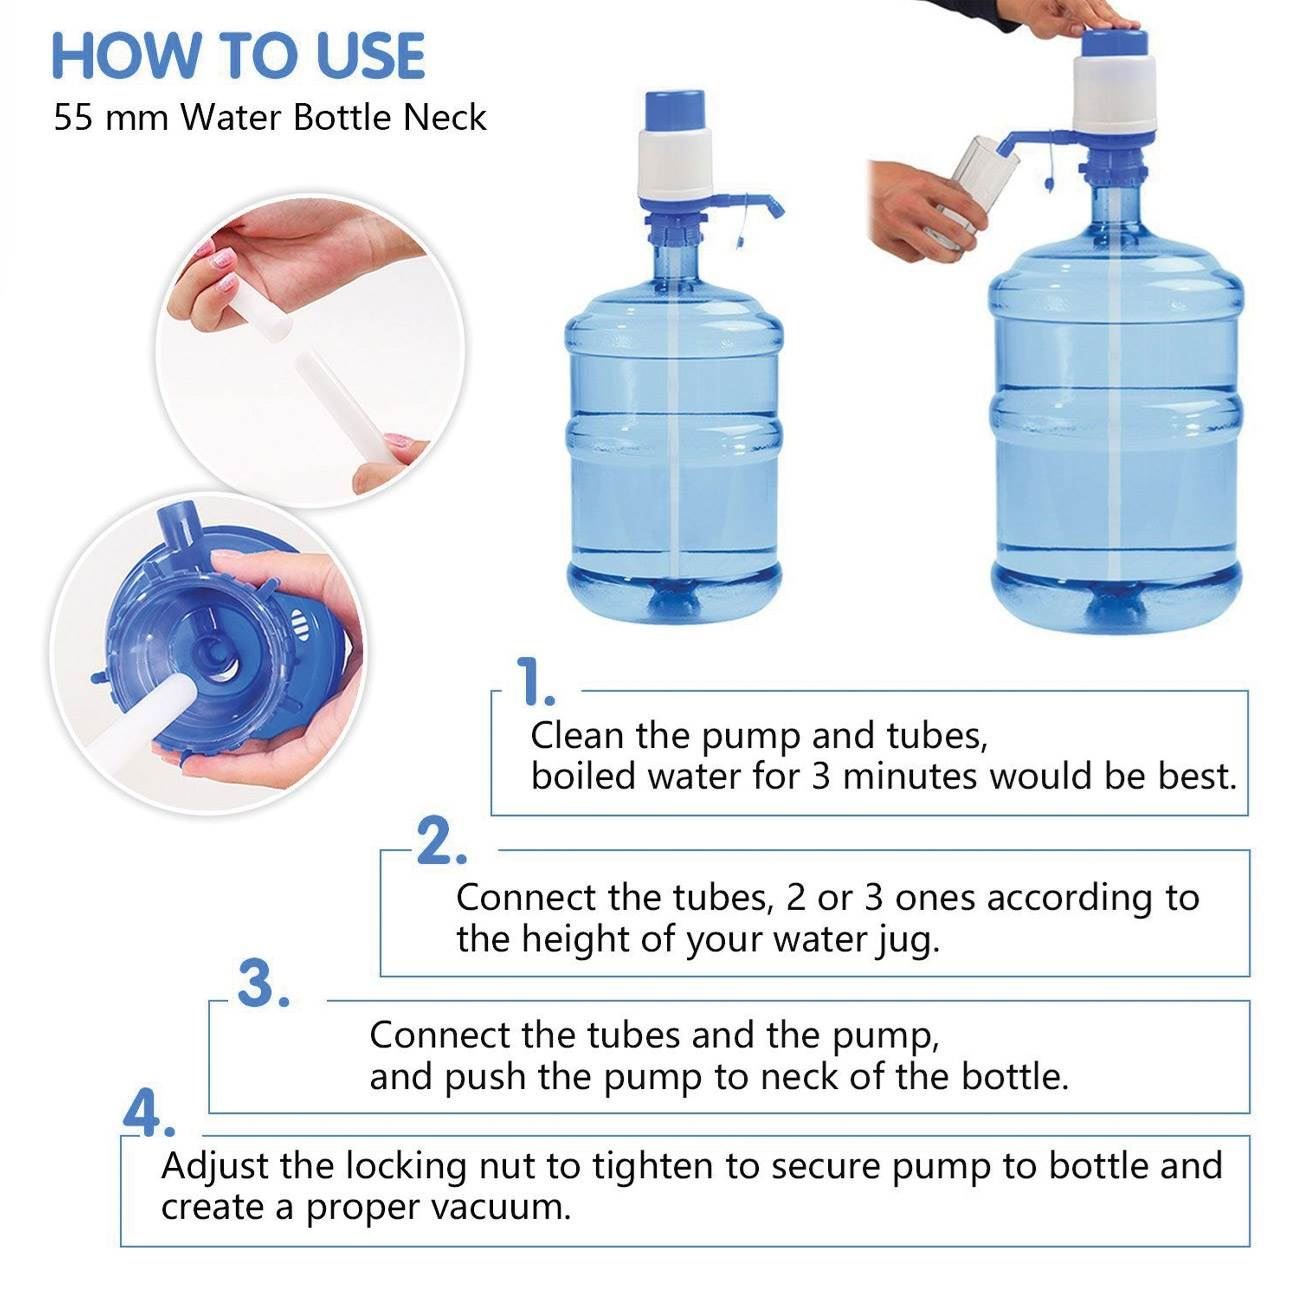 HOW TO USE
55 mm Water Bottle Neck
1.
Clean the pump and tubes,
boiled water for 3 minutes would be best.
2.
Connect the tubes, 2 or 3 ones according to
the height of your water jug.
3.
Connect the tubes and the pump,
and push the pump to neck of the bottle.
4.
Adjust the locking nut to tighten to secure pump to bottle and
create a proper vacuum.